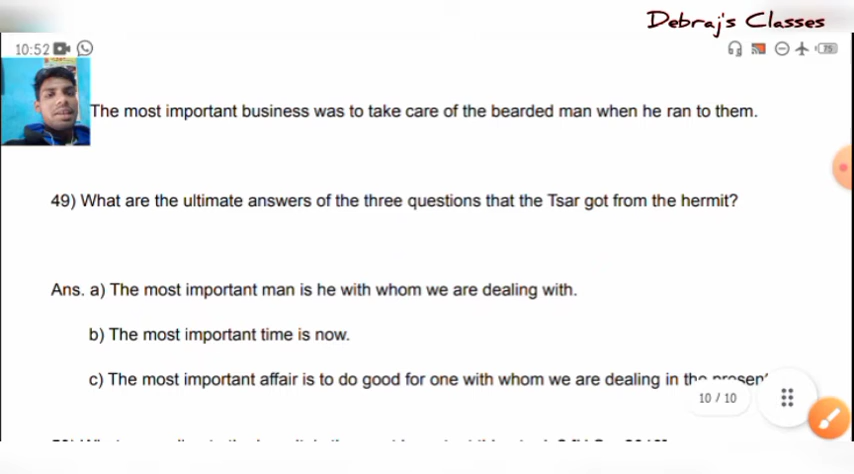 Debraj's Classes
10:52
75
The most important business was to take care of the bearded man when he ran to them.
49) What are the ultimate answers of the three questions that the Tsar got from the hermit?
Ans. a) The most important man is he with whom we are dealing with.
b) The most important time is now.
c) The most important affair is to do good for one with whom we are dealing in the present
10 / 10